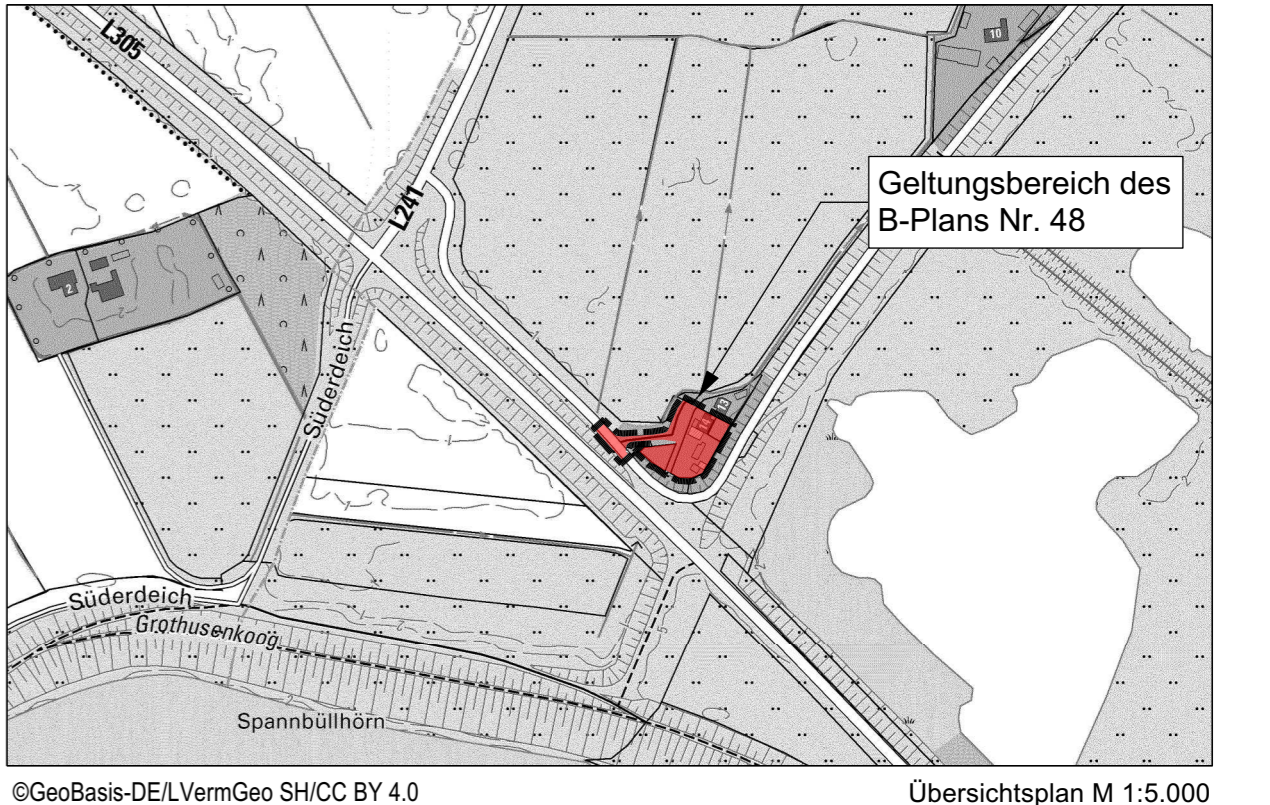 L305
10
L241
Geltungsbereich des
B-Plans Nr. 48
2
Süderdeich
13
Süderdeich
Grothusenkoog
Spannbüllhörn
©GeoBasis-DE/LVermGeo SH/CC BY 4.0
Übersichtsplan M 1:5.000